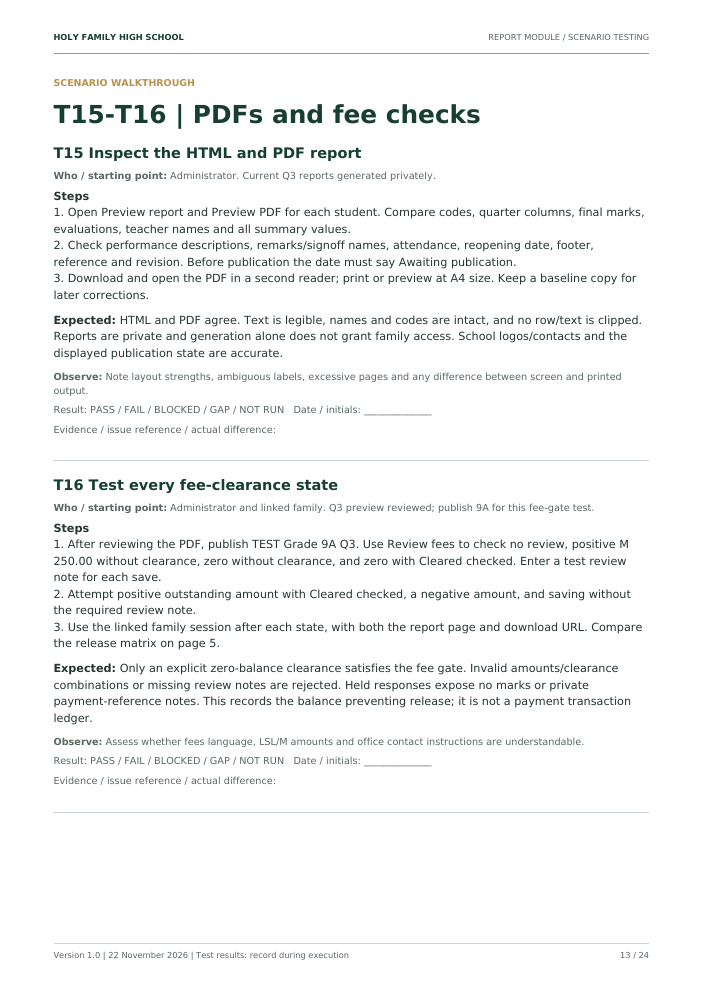 HOLY FAMILY HIGH SCHOOL
REPORT MODULE / SCENARIO TESTING
SCENARIO WALKTHROUGH
T15-T16 | PDFs and fee checks
T15 Inspect the HTML and PDF report
Who / starting point: Administrator. Current Q3 reports generated privately.
Steps
1. Open Preview report and Preview PDF for each student. Compare codes, quarter columns, final marks,
evaluations, teacher names and all summary values.
2. Check performance descriptions, remarks/signoff names, attendance, reopening date, footer,
reference and revision. Before publication the date must say Awaiting publication.
3. Download and open the PDF in a second reader; print or preview at A4 size. Keep a baseline copy for
later corrections.
Expected: HTML and PDF agree. Text is legible, names and codes are intact, and no row/text is clipped.
Reports are private and generation alone does not grant family access. School logos/contacts and the
displayed publication state are accurate.
Observe: Note layout strengths, ambiguous labels, excessive pages and any difference between screen and printed
output.
Result: PASS / FAIL / BLOCKED / GAP / NOT RUN   Date / initials: ______________
Evidence / issue reference / actual difference:
T16 Test every fee-clearance state
Who / starting point: Administrator and linked family. Q3 preview reviewed; publish 9A for this fee-gate test.
Steps
1. After reviewing the PDF, publish TEST Grade 9A Q3. Use Review fees to check no review, positive M
250.00 without clearance, zero without clearance, and zero with Cleared checked. Enter a test review
note for each save.
2. Attempt positive outstanding amount with Cleared checked, a negative amount, and saving without
the required review note.
3. Use the linked family session after each state, with both the report page and download URL. Compare
the release matrix on page 5.
Expected: Only an explicit zero-balance clearance satisfies the fee gate. Invalid amounts/clearance
combinations or missing review notes are rejected. Held responses expose no marks or private
payment-reference notes. This records the balance preventing release; it is not a payment transaction
ledger.
Observe: Assess whether fees language, LSL/M amounts and office contact instructions are understandable.
Result: PASS / FAIL / BLOCKED / GAP / NOT RUN   Date / initials: ______________
Evidence / issue reference / actual difference:
Version 1.0 | 22 November 2026 | Test results: record during execution
13 / 24